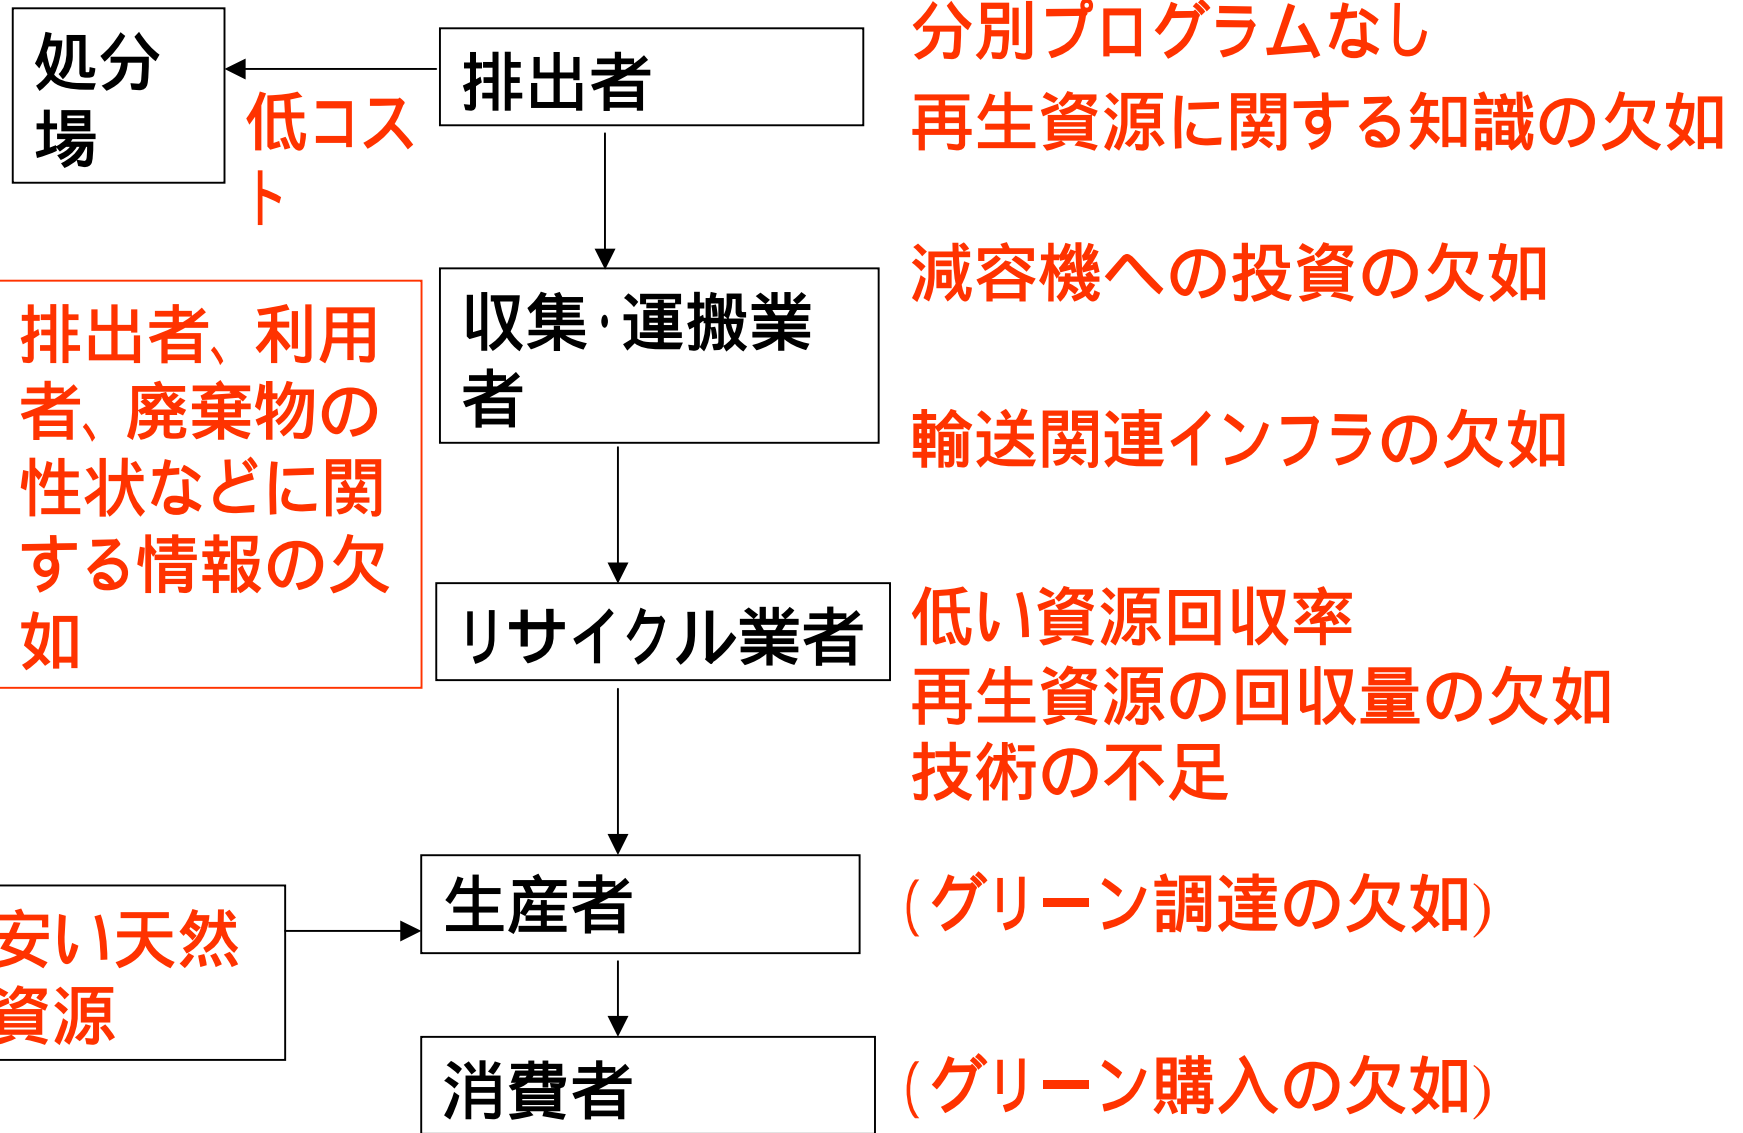 処分
場
低コス
ト
排出者
分別プログラムなし
再生資源に関する知識の欠如
減容機への投資の欠如
排出者、利用
者、廃棄物の
性状などに関
する情報の欠
如
収集・運搬業
者
輸送関連インフラの欠如
リサイクル業者
低い資源回収率
再生資源の回収量の欠如
技術の不足
安い天然
資源
生産者
(グリーン調達の欠如)
消費者
(グリーン購入の欠如)